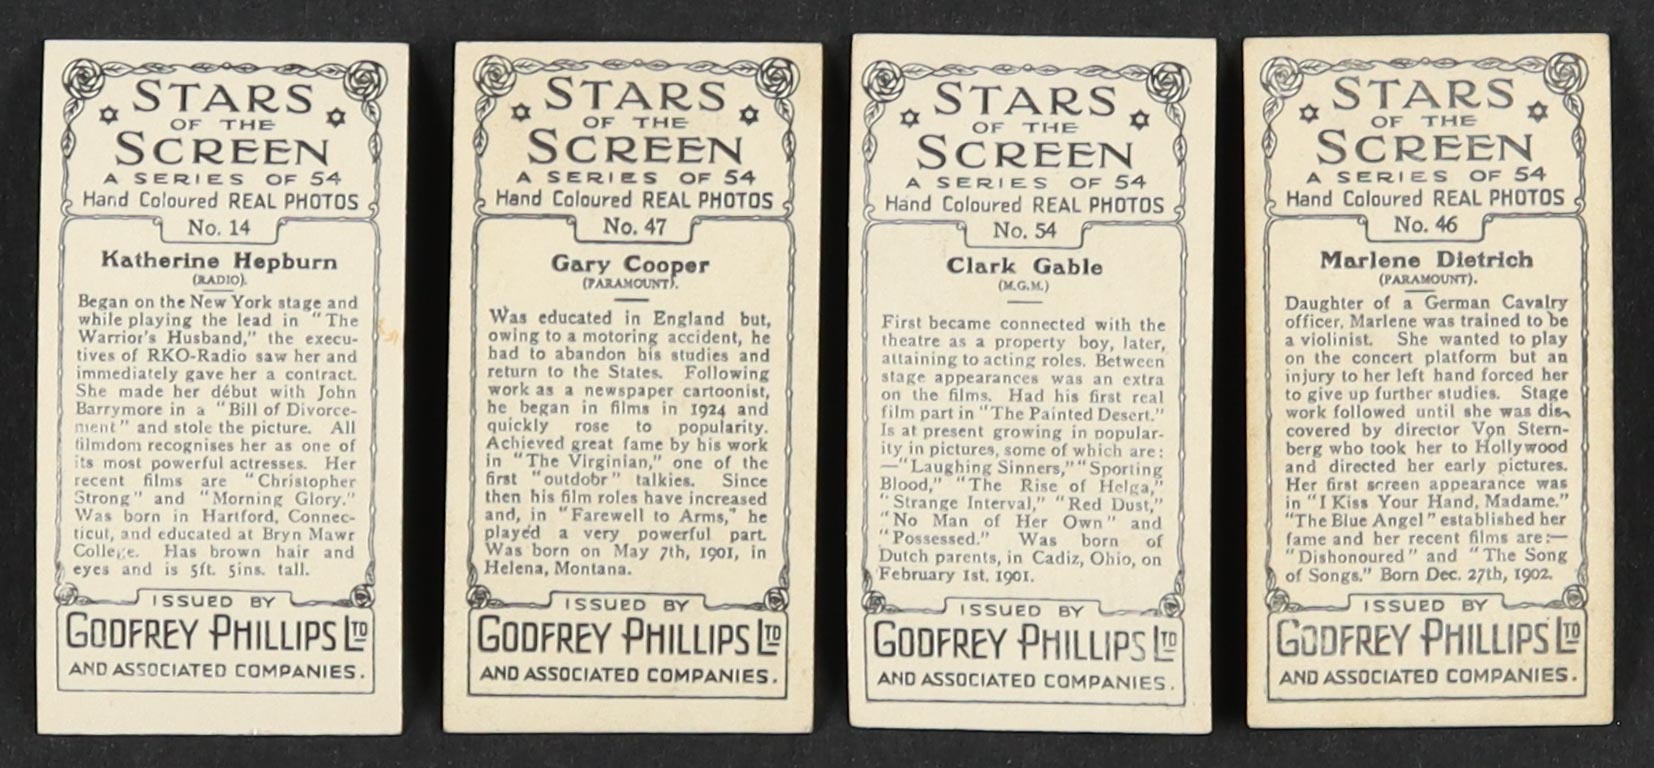 STARS
OF THE
SCREEN
A SERIES OF 54
Hand Coloured REAL PHOTOS
No. 14
Katherine Hepburn
(RADIO).
Began on the New York stage and
while playing the lead in "The
Warrior's Husband," the execu-
tives of RKO-Radio saw her and
immediately gave her a contract.
She made her début with John
Barrymore in a "Bill of Divorce-
ment" and stole the picture. All
filmdom recognises her as one of
its most powerful actresses. Her
recent films are "Christopher
Strong" and "Morning Glory."
Was born in Hartford, Connec-
ticut, and educated at Bryn Mawr
College. Has brown hair and
eyes and is 5ft. 5ins. tall.
ISSUED BY
GODFREY PHILLIPS LTD
AND ASSOCIATED COMPANIES.
STARS
OF THE
SCREEN
A SERIES OF 54
Hand Coloured REAL PHOTOS
No. 47
Gary Cooper
(PARAMOUNT).
Was educated in England but,
owing to a motoring accident, he
had to abandon his studies and
return to the States. Following
work as a newspaper cartoonist,
he began in films in 1924 and
quickly rose to popularity.
Achieved great fame by his work
in "The Virginian," one of the
first "outdoor" talkies. Since
then his film roles have increased
and, in "Farewell to Arms," he
played a very powerful part.
Was born on May 7th, 1901, in
Helena, Montana.
ISSUED BY
GODFREY PHILLIPS LTD
AND ASSOCIATED COMPANIES.
STARS
OF THE
SCREEN
A SERIES OF 54
Hand Coloured REAL PHOTOS
No. 54
Clark Gable
(M.G.M.)
First became connected with the
theatre as a property boy, later,
attaining to acting roles. Between
stage appearances was an extra
on the films. Had his first real
film part in "The Painted Desert."
Is at present growing in popular-
ity in pictures, some of which are:
—"Laughing Sinners," "Sporting
Blood," "The Rise of Helga,"
"Strange Interval," "Red Dust,"
"No Man of Her Own" and
"Possessed." Was born of
Dutch parents, in Cadiz, Ohio, on
February 1st, 1901.
ISSUED BY
GODFREY PHILLIPS LTD
AND ASSOCIATED COMPANIES.
STARS
OF THE
SCREEN
A SERIES OF 54
Hand Coloured REAL PHOTOS
No. 46
Marlene Dietrich
(PARAMOUNT).
Daughter of a German Cavalry
officer, Marlene was trained to be
a violinist. She wanted to play
on the concert platform but an
injury to her left hand forced her
to give up further studies. Stage
work followed until she was dis-
covered by director Von Stern-
berg who took her to Hollywood
and directed her early pictures.
Her first screen appearance was
in "I Kiss Your Hand, Madame."
"The Blue Angel" established her
fame and her recent films are:—
"Dishonoured" and "The Song
of Songs." Born Dec. 27th, 1902.
ISSUED BY
GODFREY PHILLIPS LTD
AND ASSOCIATED COMPANIES.